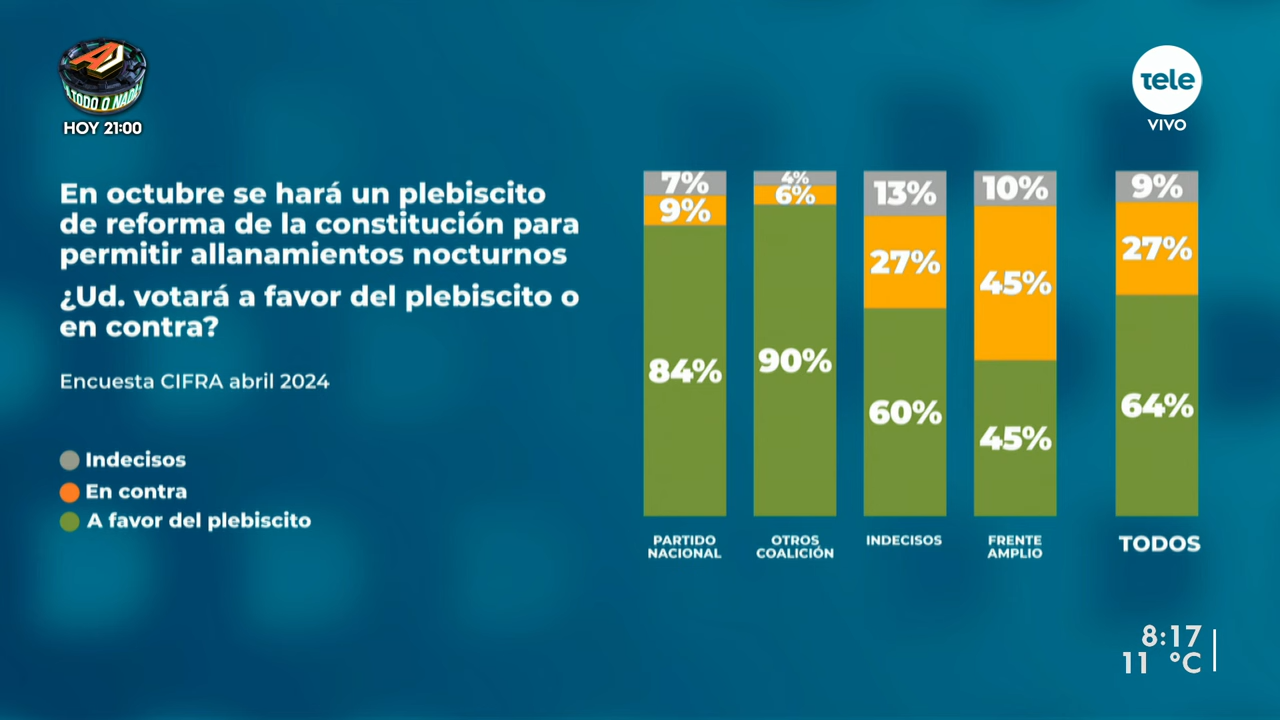 A TODO O NADA
HOY 21:00
tele
VIVO
En octubre se hará un plebiscito
de reforma de la constitución para
permitir allanamientos nocturnos
¿Ud. votará a favor del plebiscito o
en contra?
Encuesta CIFRA abril 2024
Indecisos
En contra
A favor del plebiscito
7%
9%
84%
4%
6%
90%
13%
27%
60%
10%
45%
45%
9%
27%
64%
PARTIDO
NACIONAL
OTROS
COALICIÓN
INDECISOS
FRENTE
AMPLIO
TODOS
8:17
11 °C